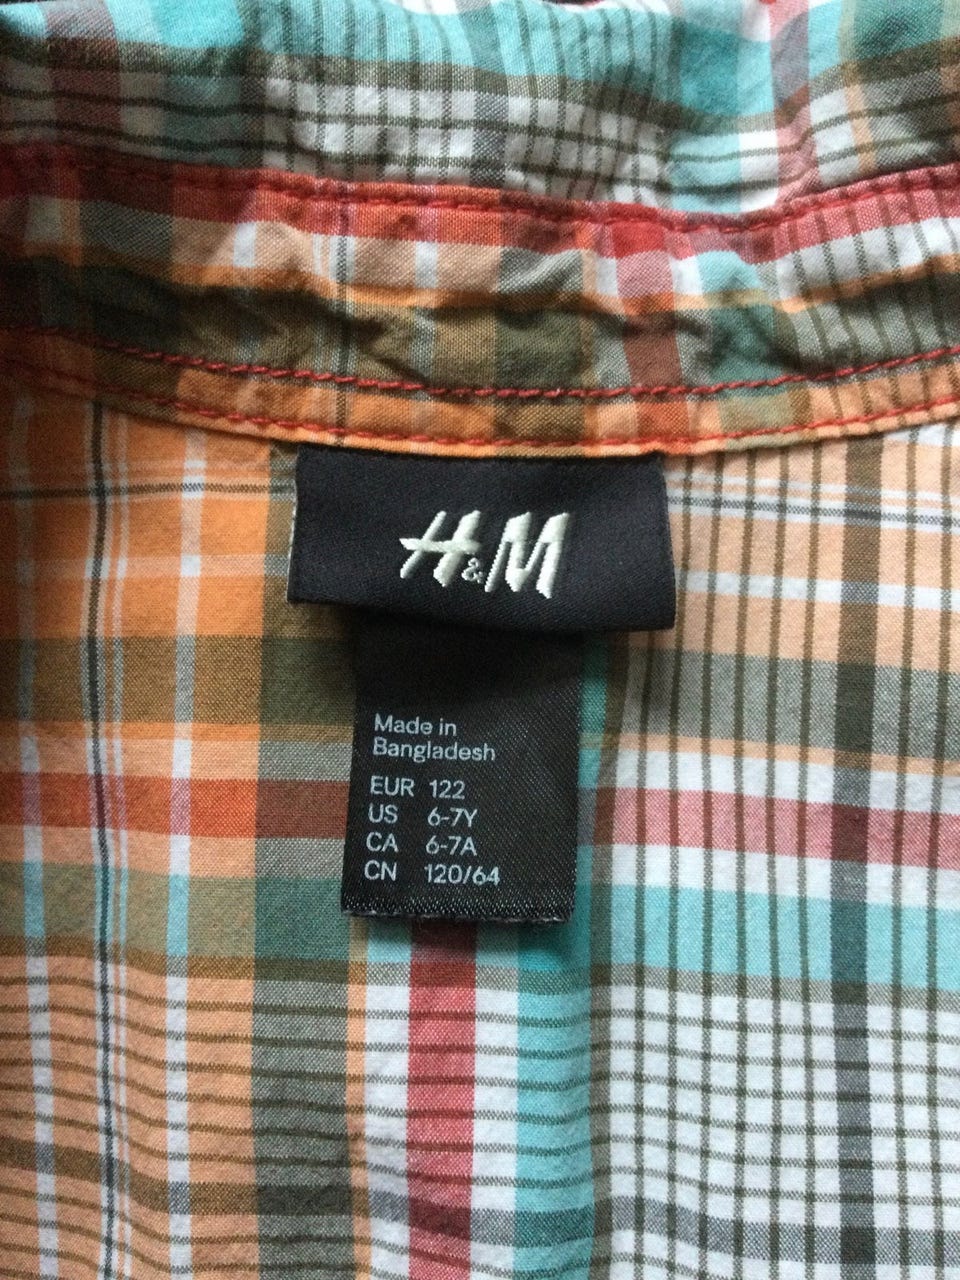 H&M
Made in
Bangladesh
EUR 122
US 6-7Y
CA 6-7A
CN 120/64